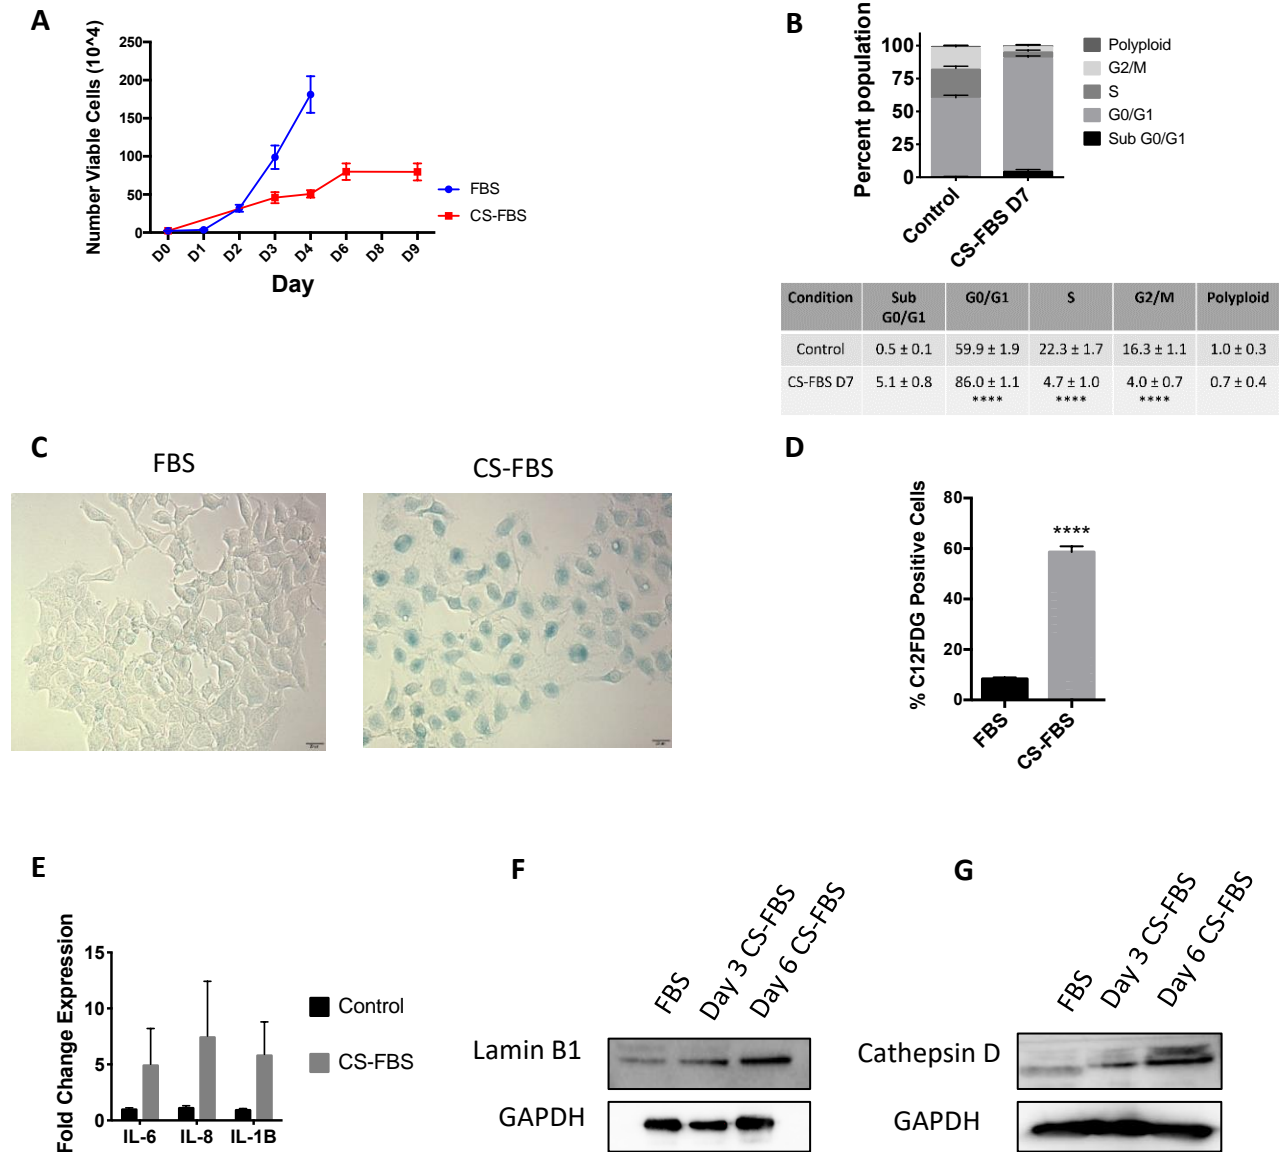 A
Number Viable Cells (10^4)
250
200
150
100
50
0
D0
D1
D2
D3
D4
D6
D8
D9
Day
FBS
CS-FBS
B
Percent population
100
75
50
25
0
Control
CS-FBS D7
Polyploid
G2/M
S
G0/G1
Sub G0/G1
Condition Sub G0/G1 G0/G1 S G2/M Polyploid
Control 0.5 ± 0.1 59.9 ± 1.9 22.3 ± 1.7 16.3 ± 1.1 1.0 ± 0.3
CS-FBS D7 5.1 ± 0.8 86.0 ± 1.1 4.7 ± 1.0 4.0 ± 0.7 0.7 ± 0.4
**** **** ****
C
FBS
CS-FBS
D
% C12FDG Positive Cells
80
60
40
20
0
****
FBS
CS-FBS
E
Fold Change Expression
15
10
5
0
IL-6 IL-8 IL-1B
Control
CS-FBS
F
FBS
Day 3 CS-FBS
Day 6 CS-FBS
Lamin B1
GAPDH
G
FBS
Day 3 CS-FBS
Day 6 CS-FBS
Cathepsin D
GAPDH